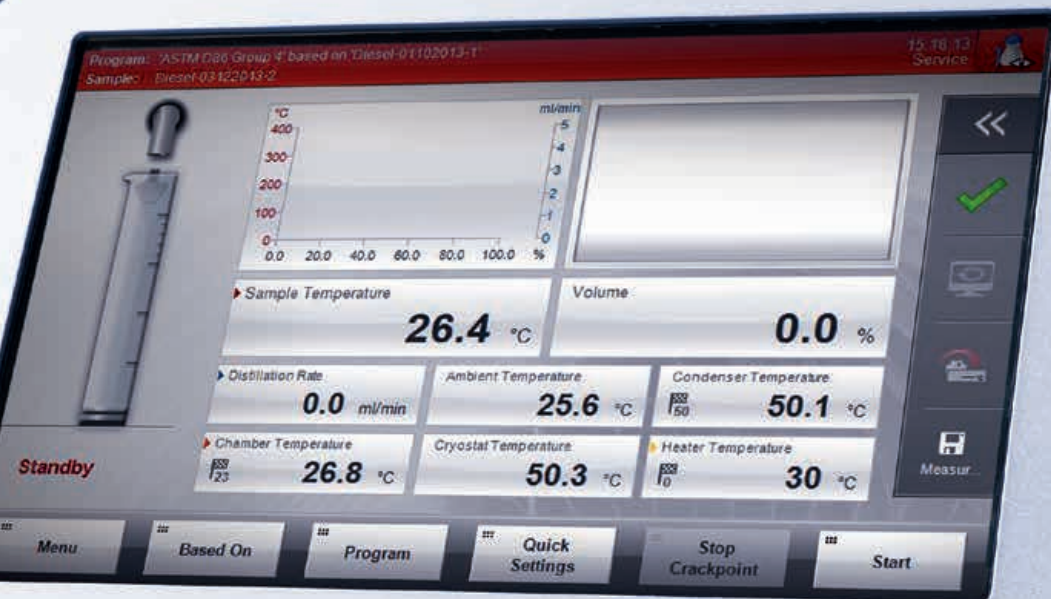 Program: 'ASTM D86 Group 4' based on 'Diesel-01102013-1'
Sample: Diesel-03122013-2
15:16:13
Service
°C
400
300
200
100
0
0.0 20.0 40.0 60.0 80.0 100.0 %
ml/min
5
4
3
2
1
0
Sample Temperature
26.4 °C
Volume
0.0 %
Distillation Rate
0.0 ml/min
Ambient Temperature
25.6 °C
Condenser Temperature
50
50.1 °C
Chamber Temperature
23
26.8 °C
Cryostat Temperature
50.3 °C
Heater Temperature
0
30 °C
Standby
Measur...
Menu
Based On
Program
Quick
Settings
Stop
Crackpoint
Start